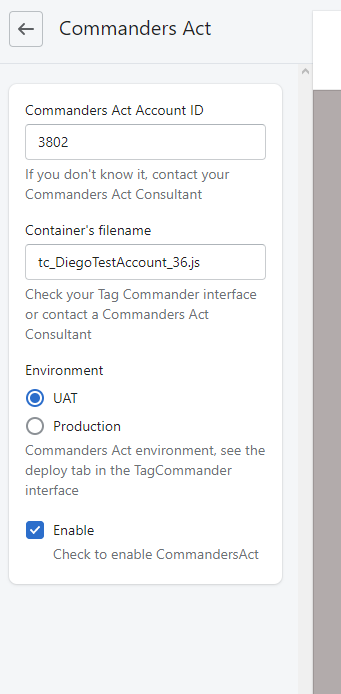 Commanders Act
Commanders Act Account ID
3802
If you don't know it, contact your
Commanders Act Consultant
Container's filename
tc_DiegoTestAccount_36.js
Check your Tag Commander interface
or contact a Commanders Act
Consultant
Environment
UAT
Production
Commanders Act environment, see the
deploy tab in the TagCommander
interface
Enable
Check to enable CommandersAct